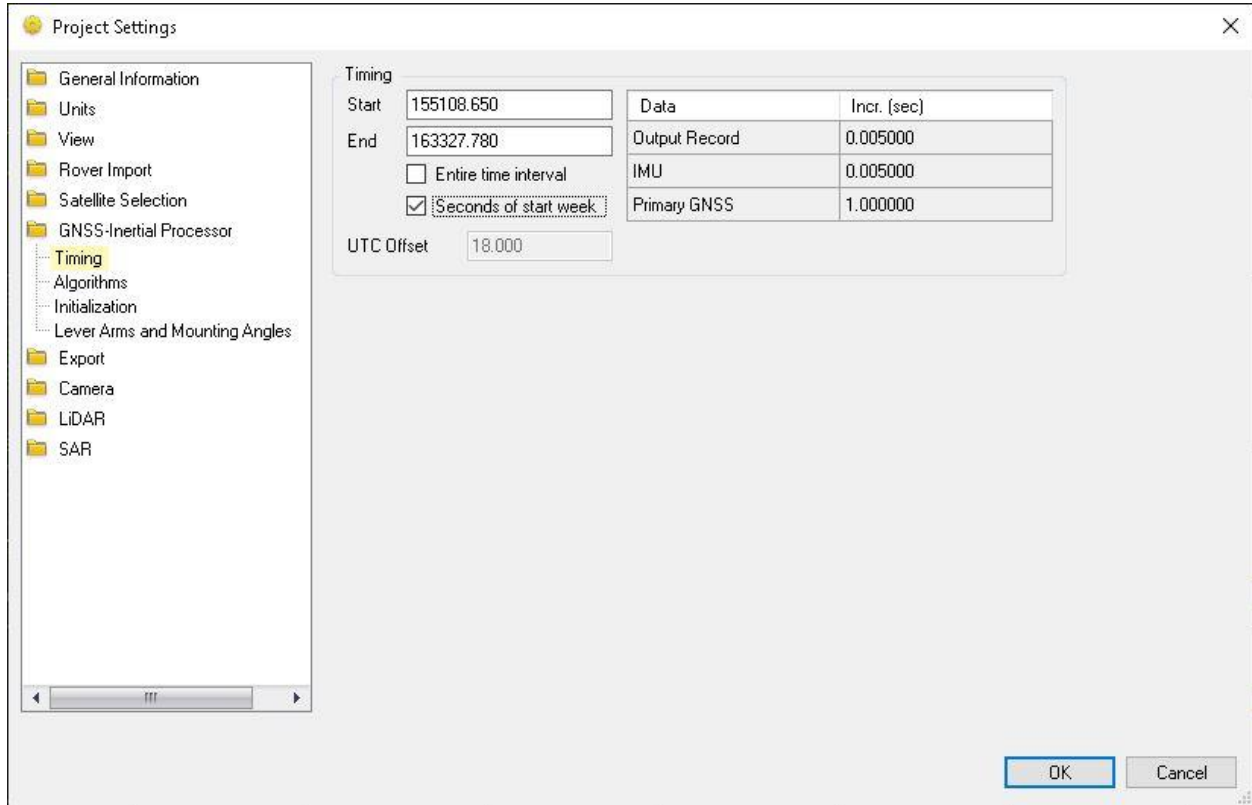 Project Settings
General Information
Units
View
Rover Import
Satellite Selection
GNSS-Inertial Processor
Timing
Algorithms
Initialization
Lever Arms and Mounting Angles
Export
Camera
LiDAR
SAR
Timing
Start 155108.650
End 163327.780
Entire time interval
Seconds of start week
UTC Offset 18.000
Data Incr. (sec)
Output Record 0.005000
IMU 0.005000
Primary GNSS 1.000000
OK Cancel